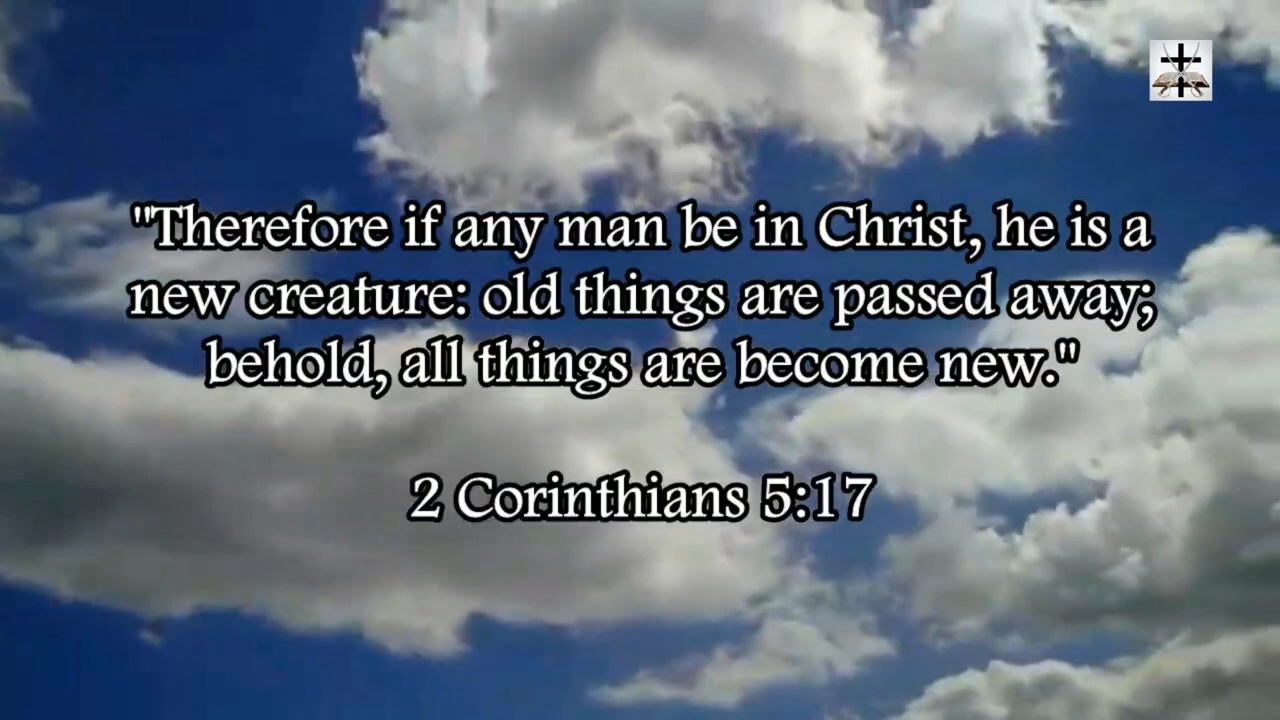 "Therefore if any man be in Christ, he is a
new creature: old things are passed away;
behold, all things are become new."
2 Corinthians 5:17